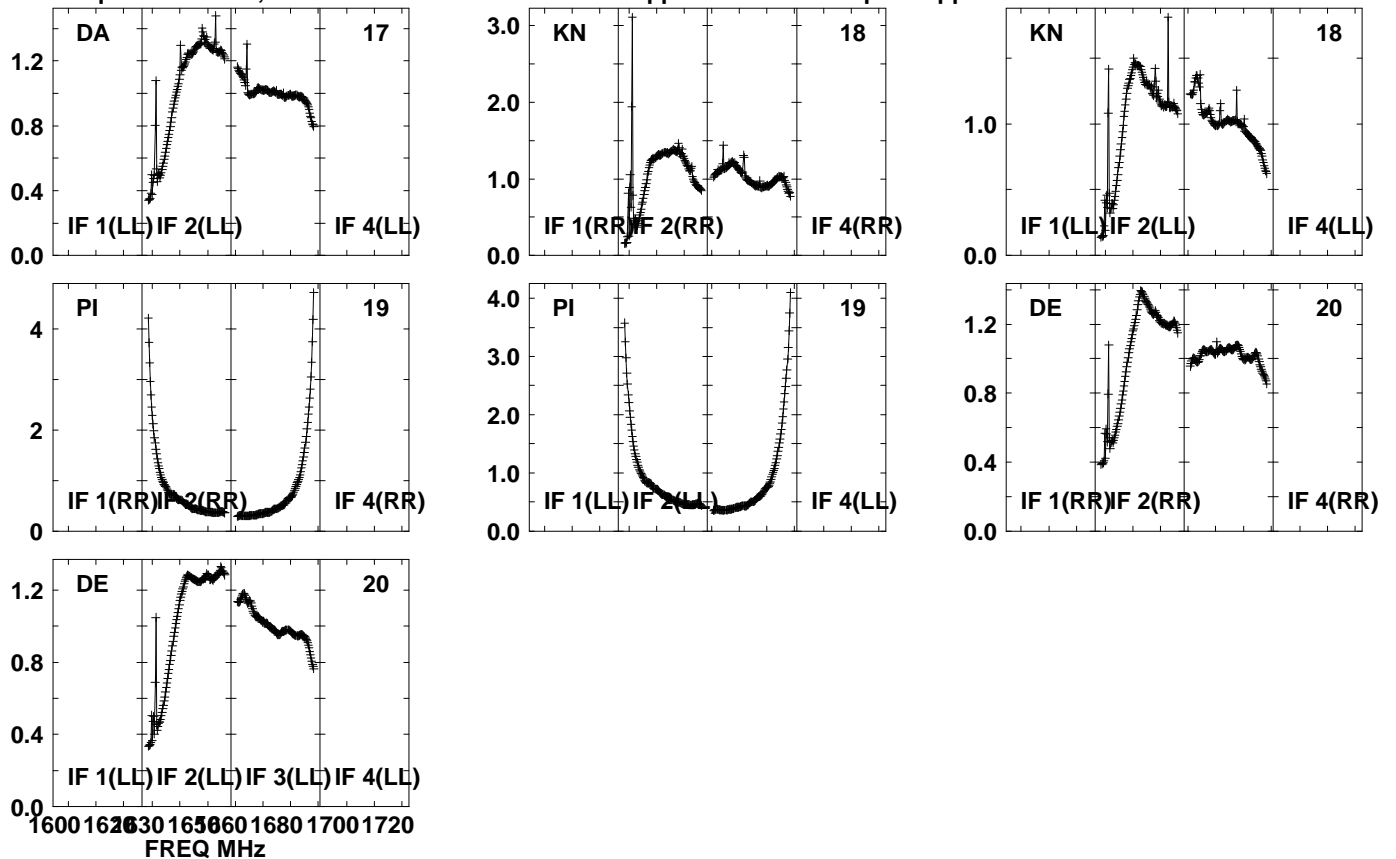 DA 17 KN 18 KN 18
1.2 3.0
2.0
0.8 1.0
1.0
0.4
IF 1(LL) IF 2(LL) IF 4(LL) IF 1(RR) IF 2(RR) IF 4(RR) IF 1(LL) IF 2(LL) IF 4(LL)
0.0 0.0 0.0
PI 19 PI 19 DE 20
4 4.0 1.2
3.0
2 2.0 0.8
1.0 0.4
IF 1(RR) IF 2(RR) IF 4(RR) IF 1(LL) IF 2(LL) IF 4(LL) IF 1(RR) IF 2(RR) IF 4(RR)
0 0.0 0.0
DE 20
1.2
0.8
0.4
IF 1(LL) IF 2(LL) IF 3(LL) IF 4(LL)
0.0
1600 1620 1630 1650 1660 1680 1700 1720
FREQ MHz